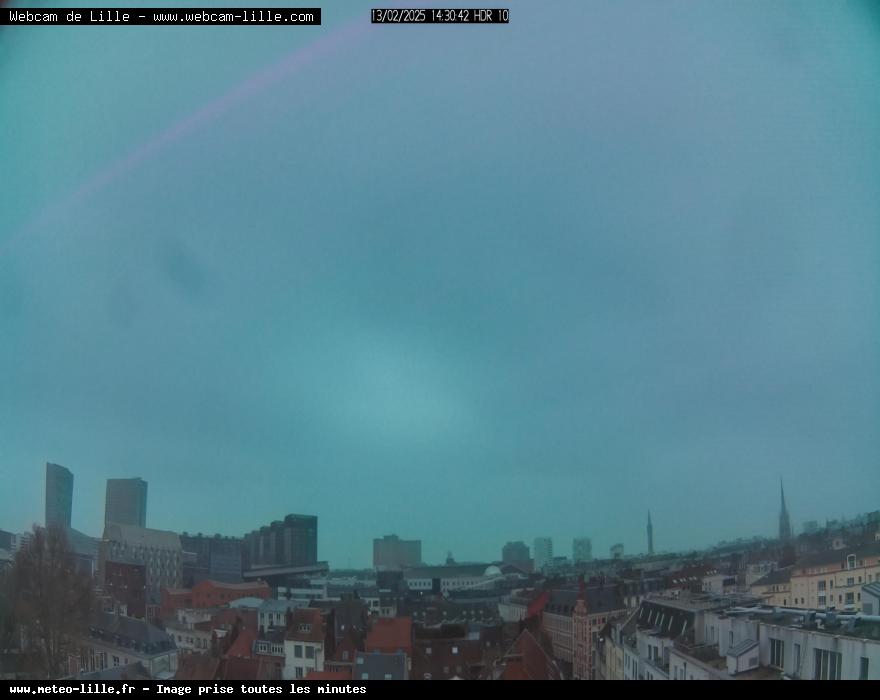 Webcam de Lille - www.webcam-lille.com
13/02/2025 14:30:42 HDR 10
www.meteo-lille.fr - Image prise toutes les minutes